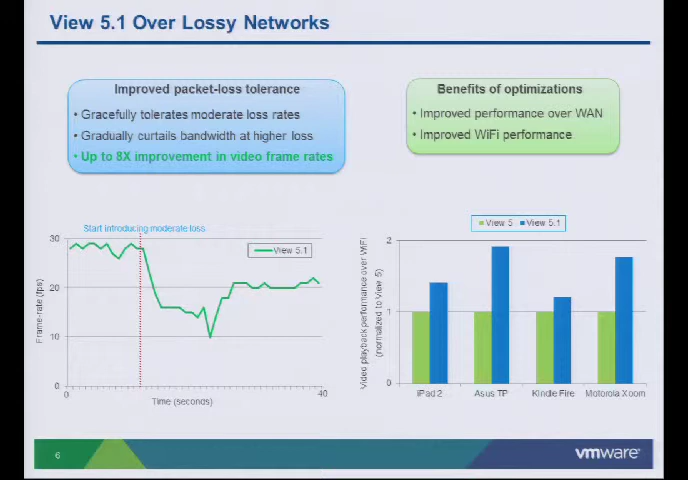 View 5.1 Over Lossy Networks
Improved packet-loss tolerance
• Gracefully tolerates moderate loss rates
• Gradually curtails bandwidth at higher loss
• Up to 8X improvement in video frame rates
Benefits of optimizations
• Improved performance over WAN
• Improved WiFi performance
Start introducing moderate loss
View 5.1
30
20
10
0
Frame-rate (fps)
0
40
Time (seconds)
View 5
View 5.1
Video playback performance over WiFi
(normalized to View 5)
2
1
0
iPad 2
Asus TP
Kindle Fire
Motorola Xoom
6
vmware